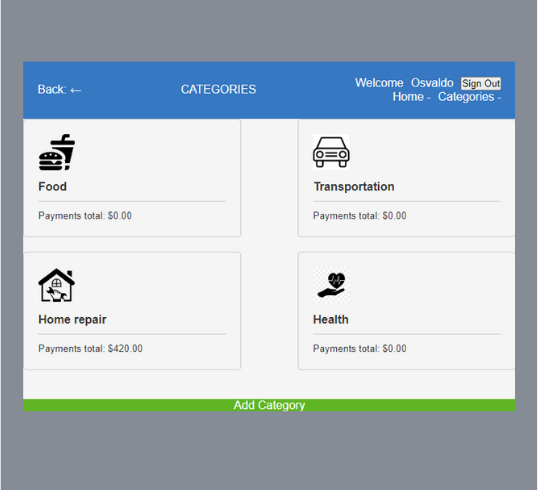 Back: ←
CATEGORIES
Welcome Osvaldo Sign Out
Home - Categories -
Food
Payments total: $0.00
Transportation
Payments total: $0.00
Home repair
Payments total: $420.00
Health
Payments total: $0.00
Add Category